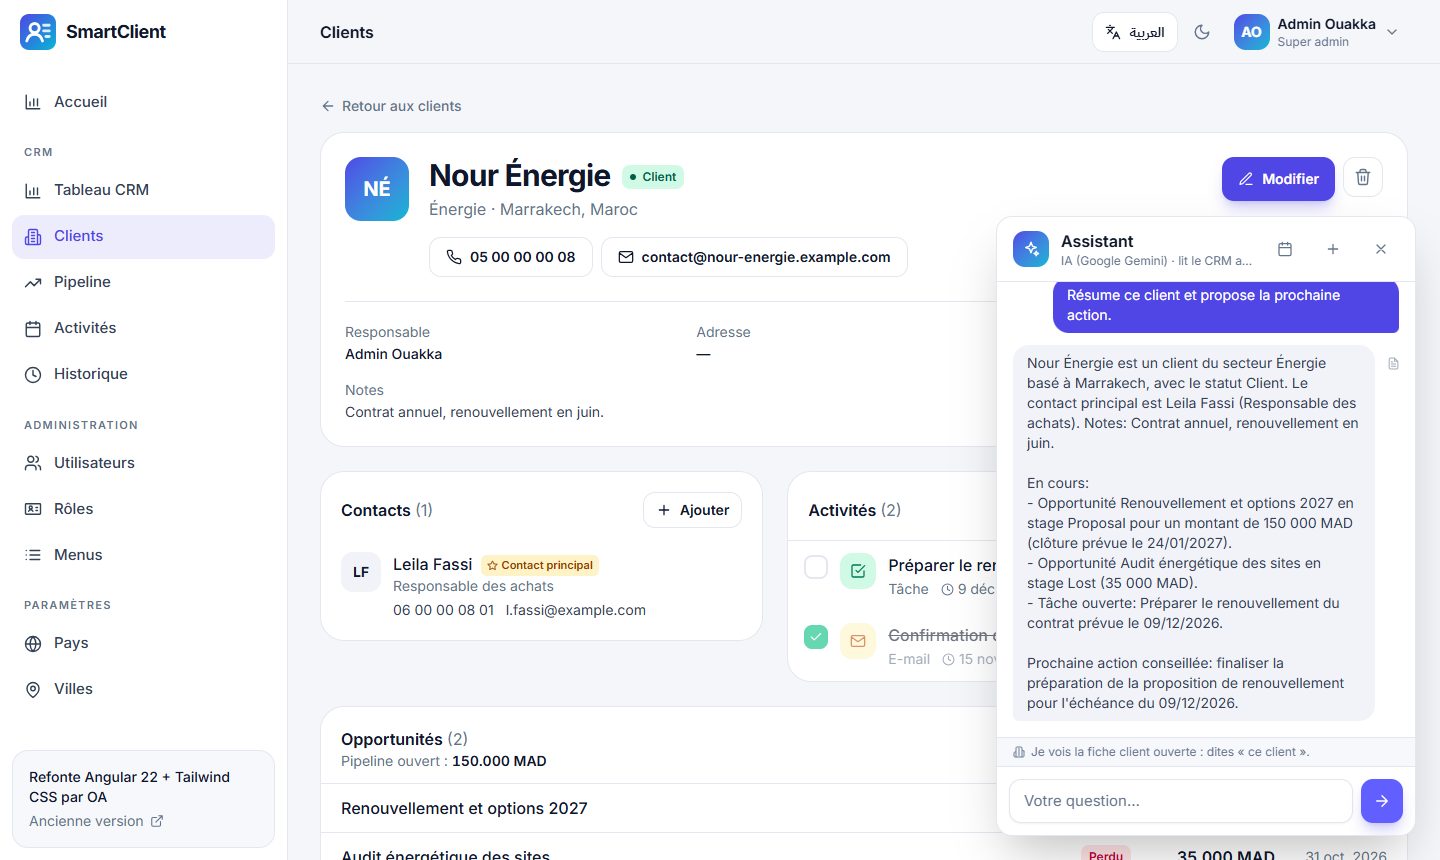 SmartClient
Accueil
CRM
Tableau CRM
Clients
Pipeline
Activités
Historique
ADMINISTRATION
Utilisateurs
Rôles
Menus
PARAMÈTRES
Pays
Villes
Refonte Angular 22 + Tailwind
CSS par OA
Ancienne version
Clients
العربية
AO
Admin Ouakka
Super admin
Retour aux clients
NÉ
Nour Énergie
Client
Énergie · Marrakech, Maroc
05 00 00 00 08
contact@nour-energie.example.com
Modifier
Responsable
Admin Ouakka
Adresse
—
Notes
Contrat annuel, renouvellement en juin.
Contacts (1)
Ajouter
LF
Leila Fassi
Contact principal
Responsable des achats
06 00 00 08 01 l.fassi@example.com
Activités (2)
Préparer le
Tâche 9
Confirmation
E-mail 15
Opportunités (2)
Pipeline ouvert : 150.000 MAD
Renouvellement et options 2027
Audit énergétique des sites
Perdu
35.000 MAD
31 oct. 2026
Assistant
IA (Google Gemini) · lit le CRM a...
Résume ce client et propose la prochaine
action.
Nour Énergie est un client du secteur Énergie
basé à Marrakech, avec le statut Client. Le
contact principal est Leila Fassi (Responsable des
achats). Notes: Contrat annuel, renouvellement en
juin.
En cours:
- Opportunité Renouvellement et options 2027 en
stage Proposal pour un montant de 150 000 MAD
(clôture prévue le 24/01/2027).
- Opportunité Audit énergétique des sites en
stage Lost (35 000 MAD).
- Tâche ouverte: Préparer le renouvellement du
contrat prévue le 09/12/2026.
Prochaine action conseillée: finaliser la
préparation de la proposition de renouvellement
pour l'échéance du 09/12/2026.
Je vois la fiche client ouverte : dites « ce client ».
Votre question...